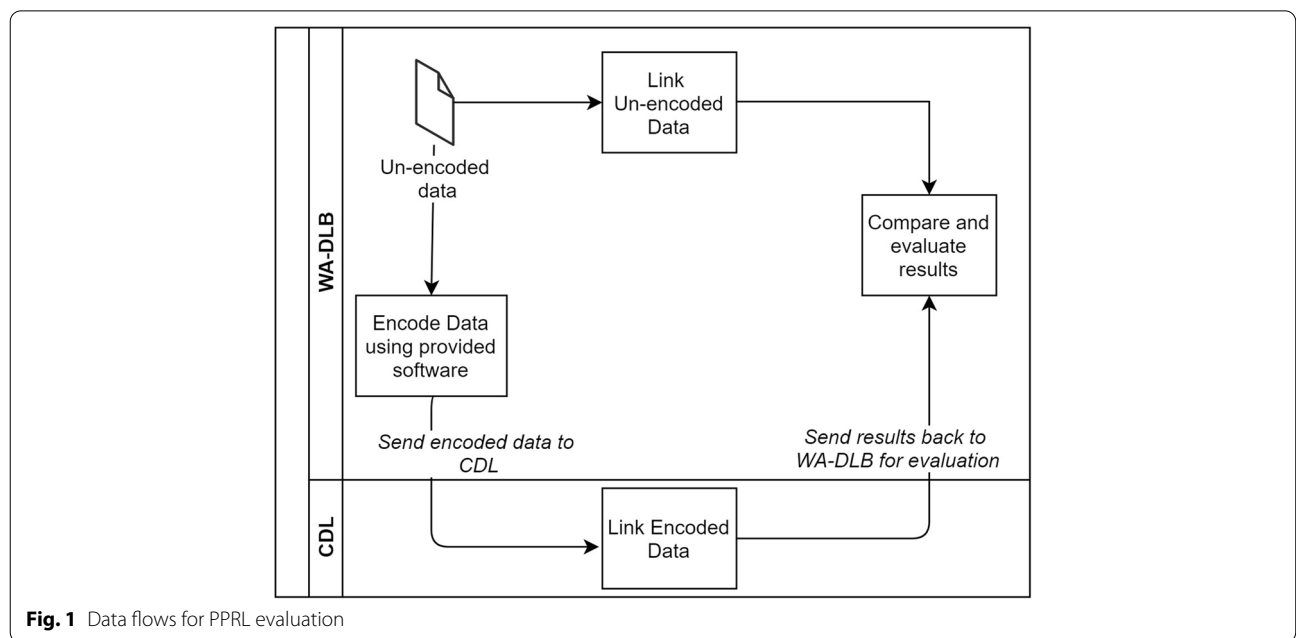 WA-DLB
Un-encoded
data
Link
Un-encoded
Data
Compare and
evaluate
results
Encode Data
using provided
software
Send encoded data to
CDL
Send results back to
WA-DLB for evaluation
CDL
Link Encoded
Data
Fig. 1 Data flows for PPRL evaluation